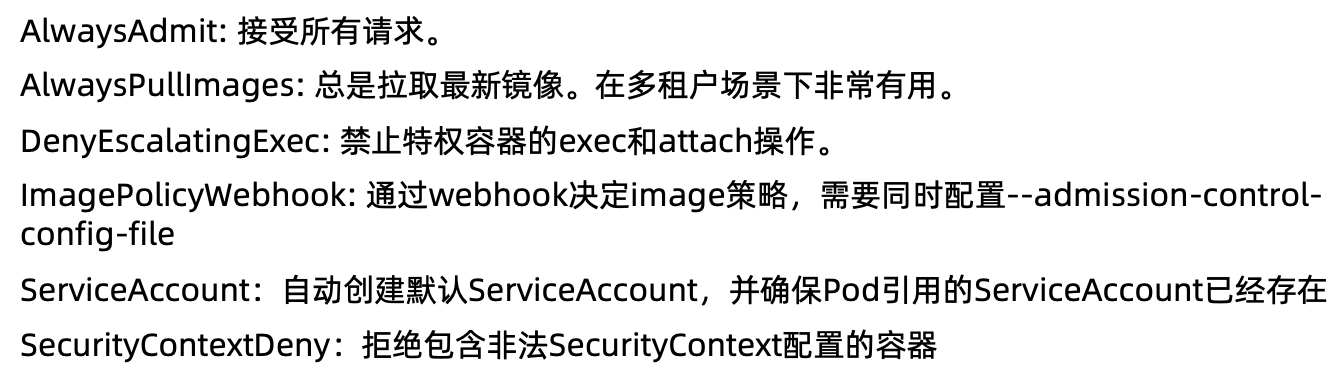 AlwaysAdmit: 接受所有请求。
AlwaysPullImages: 总是拉取最新镜像。在多租户场景下非常有用。
DenyEscalatingExec: 禁止特权容器的exec和attach操作。
ImagePolicyWebhook: 通过webhook决定image策略，需要同时配置--admission-control-
config-file
ServiceAccount：自动创建默认ServiceAccount，并确保Pod引用的ServiceAccount已经存在
SecurityContextDeny：拒绝包含非法SecurityContext配置的容器